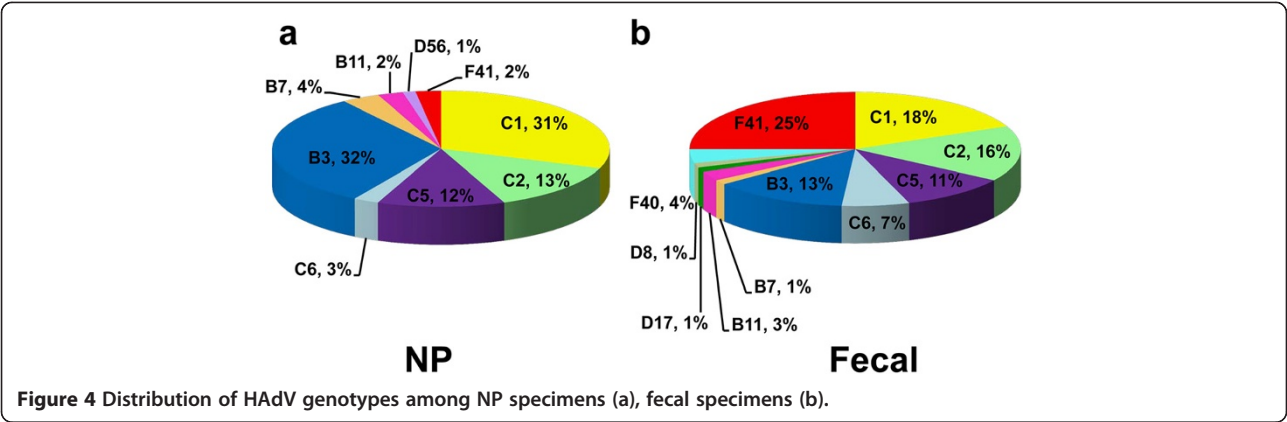 a
D56, 1%
B11, 2%
F41, 2%
B7, 4%
C1, 31%
B3, 32%
C2, 13%
C5, 12%
C6, 3%
NP
b
F41, 25%
C1, 18%
C2, 16%
B3, 13%
C5, 11%
F40, 4%
C6, 7%
D8, 1%
B7, 1%
D17, 1%
B11, 3%
Fecal
Figure 4 Distribution of HAdV genotypes among NP specimens (a), fecal specimens (b).